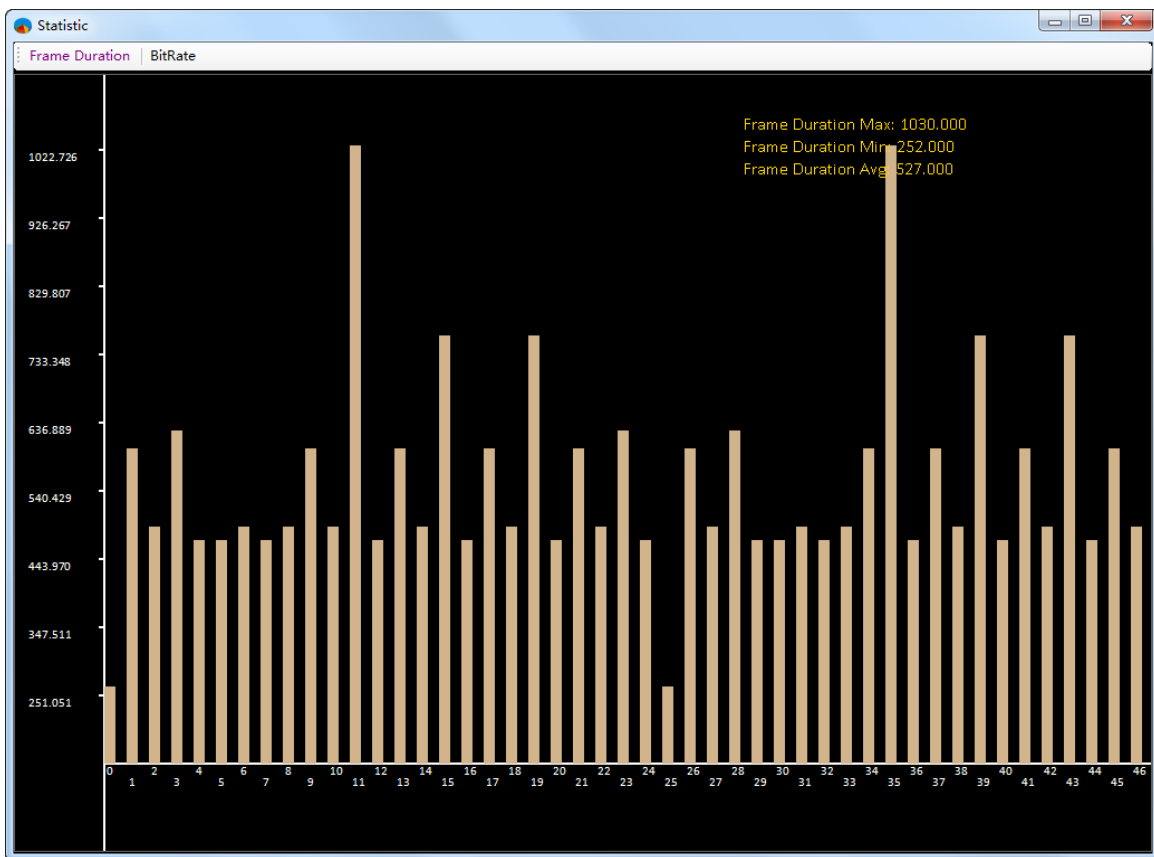 Statistic
Frame Duration BitRate
Frame Duration Max: 1030.000
Frame Duration Min: 252.000
Frame Duration Avg: 527.000
1022.726
926.267
829.807
733.348
636.889
540.429
443.970
347.511
251.051
0 2 4 6 8 10 12 14 16 18 20 22 24 26 28 30 32 34 36 38 40 42 44 46
1 3 5 7 9 11 13 15 17 19 21 23 25 27 29 31 33 35 37 39 41 43 45